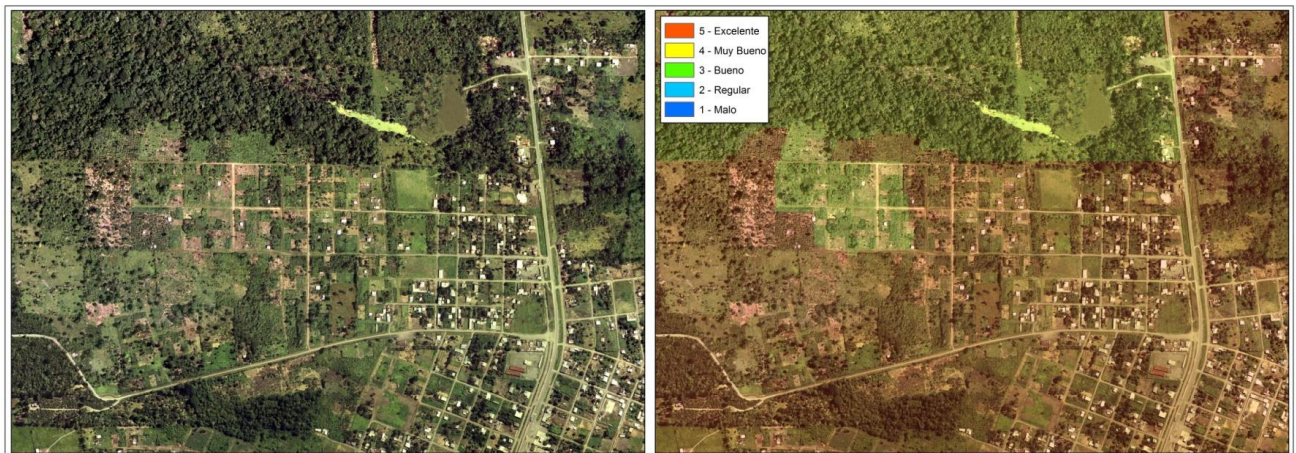 5 - Excelente
4 - Muy Bueno
3 - Bueno
2 - Regular
1 - Malo